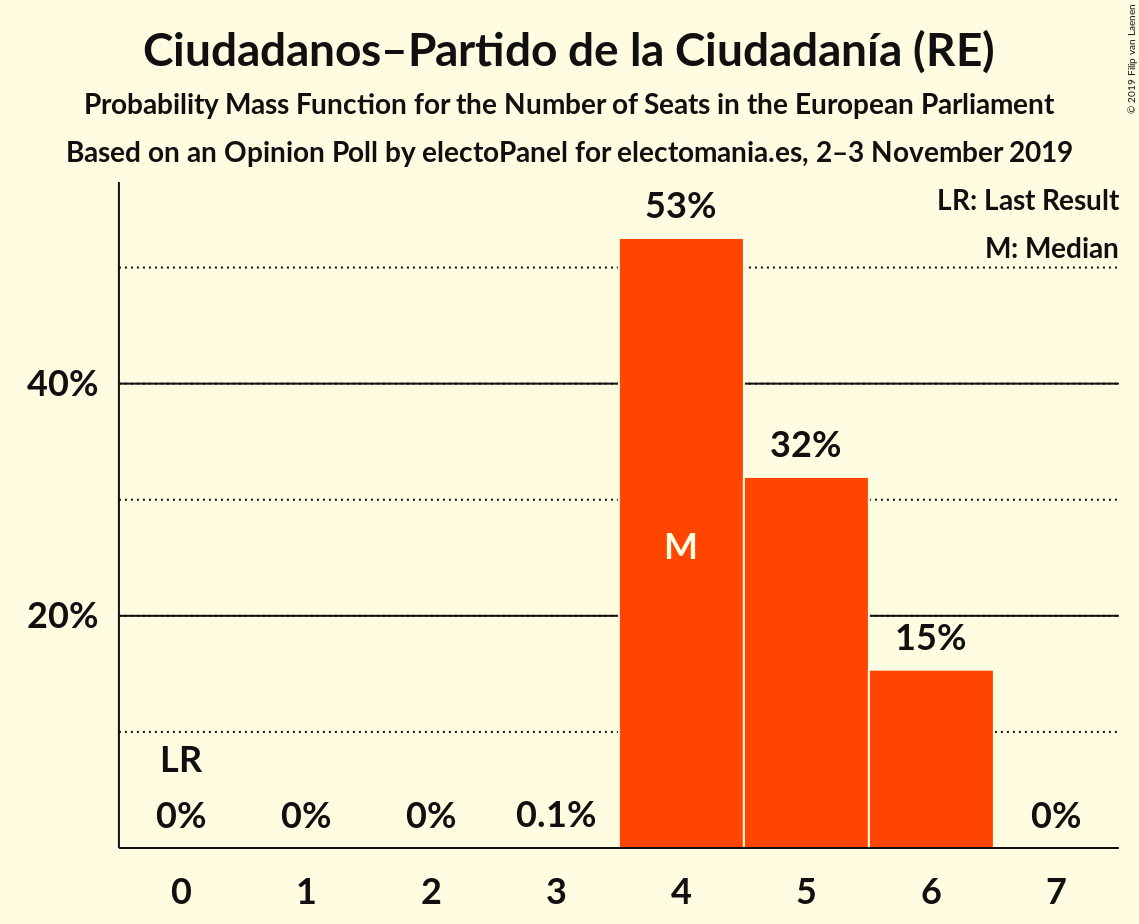 Ciudadanos–Partido de la Ciudadanía (RE)
Probability Mass Function for the Number of Seats in the European Parliament
Based on an Opinion Poll by electoPanel for electomania.es, 2–3 November 2019
© 2019 Filip van Laenen
LR: Last Result
M: Median
53%
40%
32%
M
20%
15%
LR
0%
0%
0%
0.1%
0%
0
1
2
3
4
5
6
7